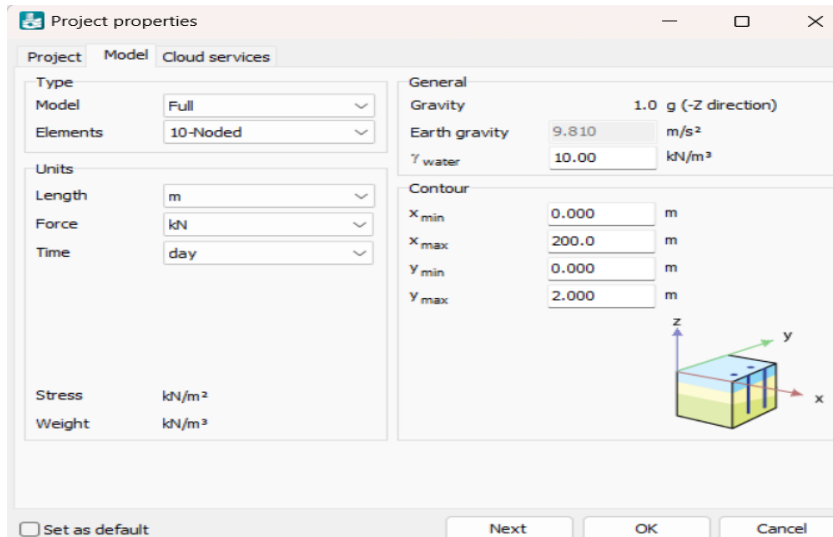 Project properties
Project Model Cloud services
Type
Model Full
Elements 10-Noded
Units
Length m
Force kN
Time day
Stress kN/m²
Weight kN/m³
General
Gravity 1.0 g (-Z direction)
Earth gravity 9.810 m/s²
γ water 10.00 kN/m³
Contour
x min 0.000 m
x max 200.0 m
y min 0.000 m
y max 2.000 m
z
y
x
Set as default Next OK Cancel